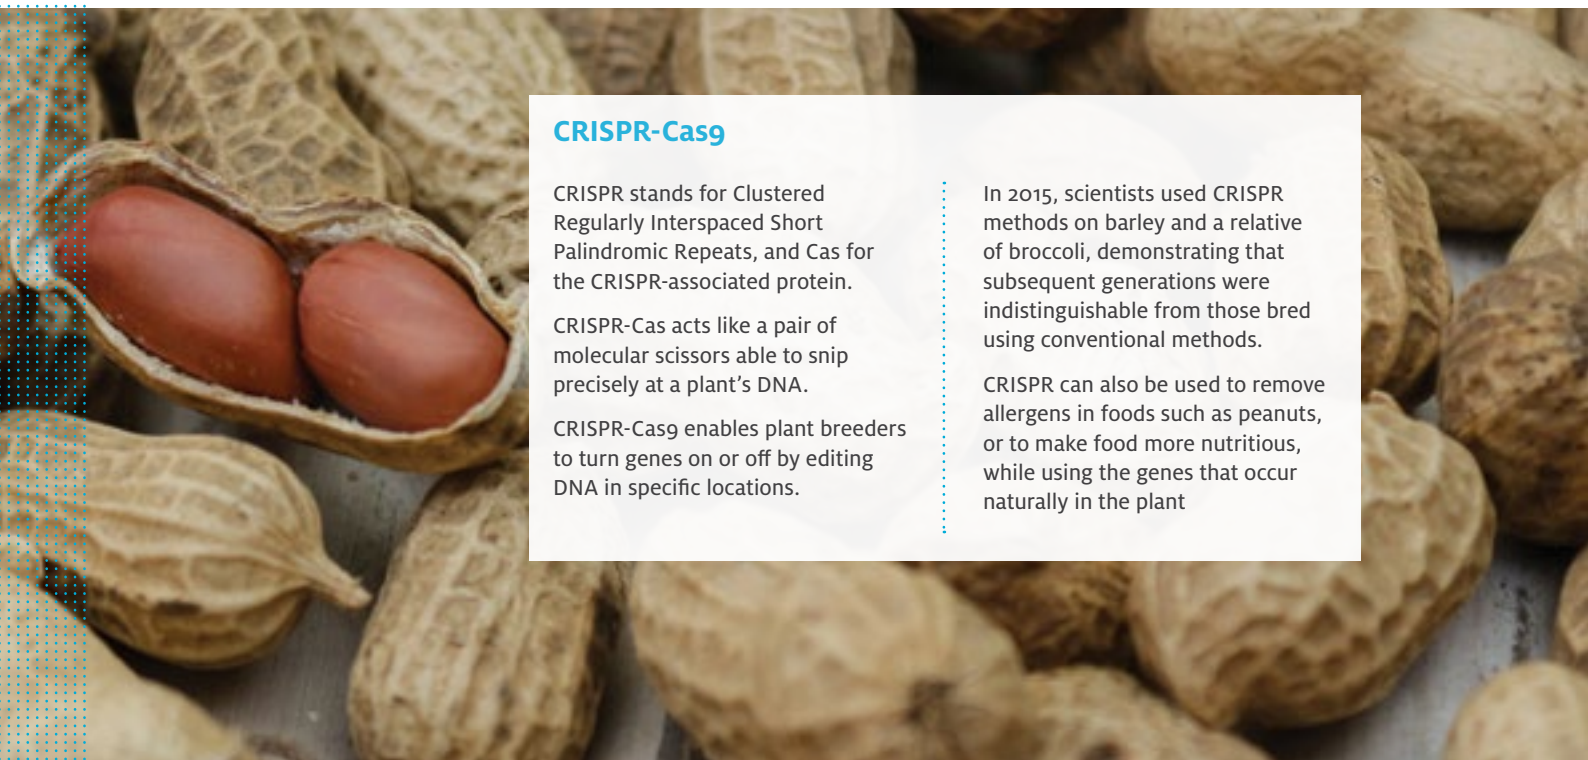 CRISPR-Cas9
CRISPR stands for Clustered
Regularly Interspaced Short
Palindromic Repeats, and Cas for
the CRISPR-associated protein.
CRISPR-Cas acts like a pair of
molecular scissors able to snip
precisely at a plant’s DNA.
CRISPR-Cas9 enables plant breeders
to turn genes on or off by editing
DNA in specific locations.
In 2015, scientists used CRISPR
methods on barley and a relative
of broccoli, demonstrating that
subsequent generations were
indistinguishable from those bred
using conventional methods.
CRISPR can also be used to remove
allergens in foods such as peanuts,
or to make food more nutritious,
while using the genes that occur
naturally in the plant